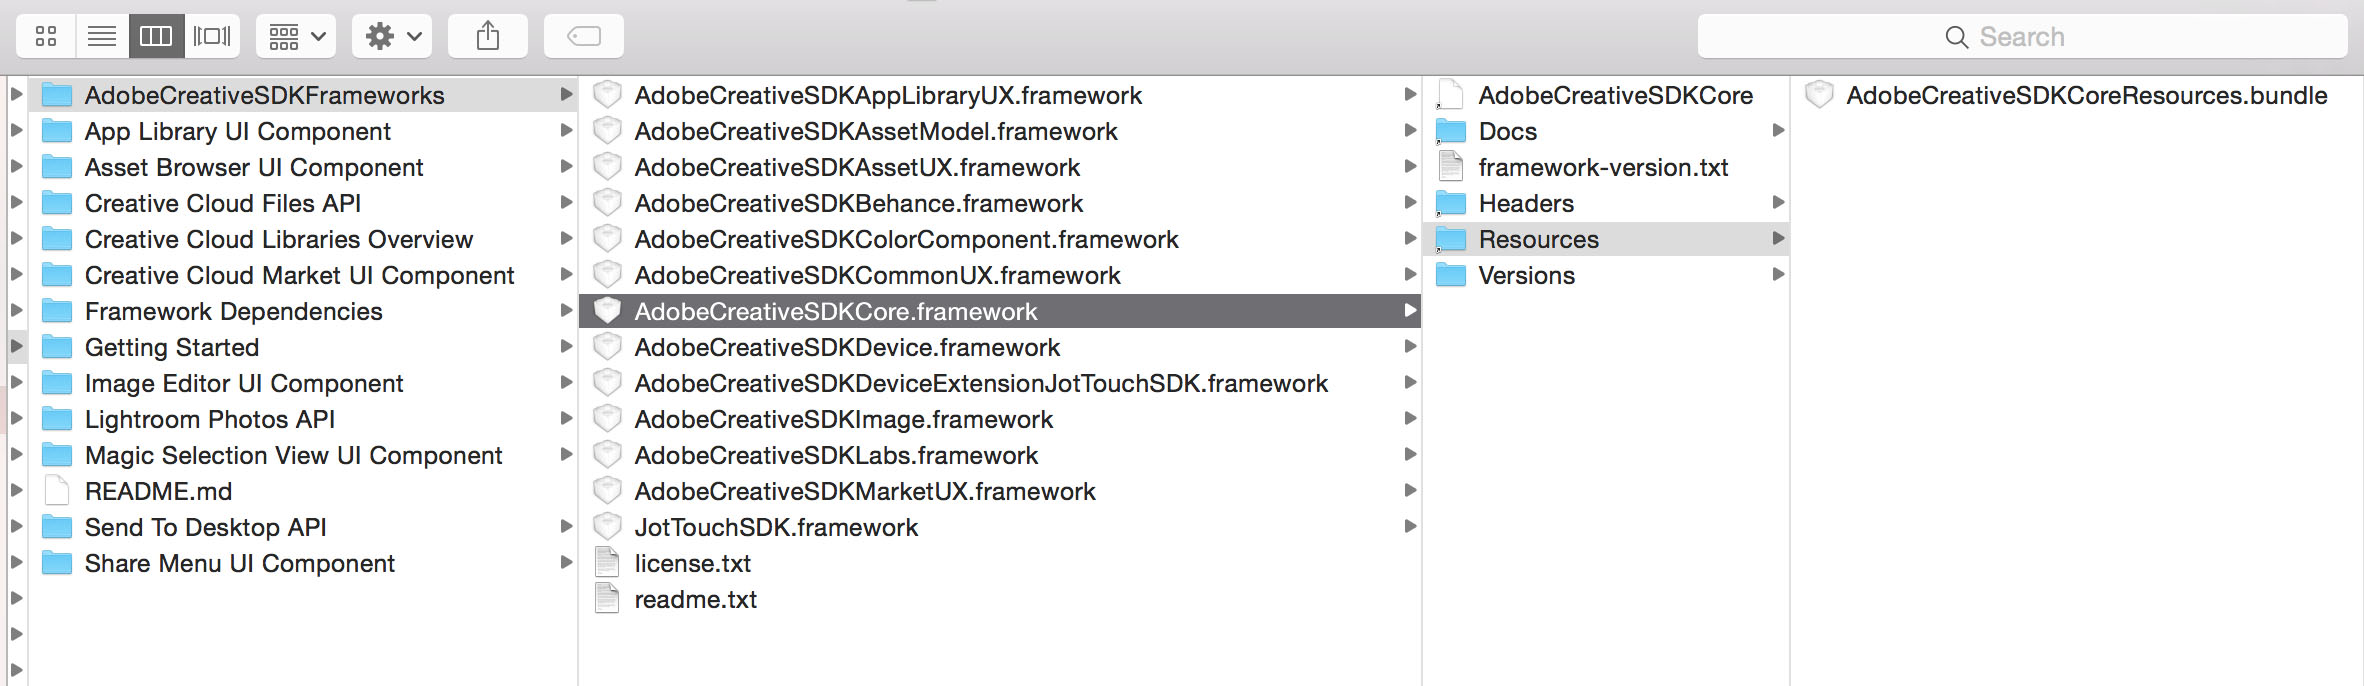 Search
AdobeCreativeSDKFrameworks
App Library UI Component
Asset Browser UI Component
Creative Cloud Files API
Creative Cloud Libraries Overview
Creative Cloud Market UI Component
Framework Dependencies
Getting Started
Image Editor UI Component
Lightroom Photos API
Magic Selection View UI Component
README.md
Send To Desktop API
Share Menu UI Component
AdobeCreativeSDKAppLibraryUX.framework
AdobeCreativeSDKAssetModel.framework
AdobeCreativeSDKAssetUX.framework
AdobeCreativeSDKBehance.framework
AdobeCreativeSDKColorComponent.framework
AdobeCreativeSDKCommonUX.framework
AdobeCreativeSDKCore.framework
AdobeCreativeSDKDevice.framework
AdobeCreativeSDKDeviceExtensionJotTouchSDK.framework
AdobeCreativeSDKImage.framework
AdobeCreativeSDKLabs.framework
AdobeCreativeSDKMarketUX.framework
JotTouchSDK.framework
license.txt
readme.txt
AdobeCreativeSDKCore
Docs
framework-version.txt
Headers
Resources
Versions
AdobeCreativeSDKCoreResources.bundle